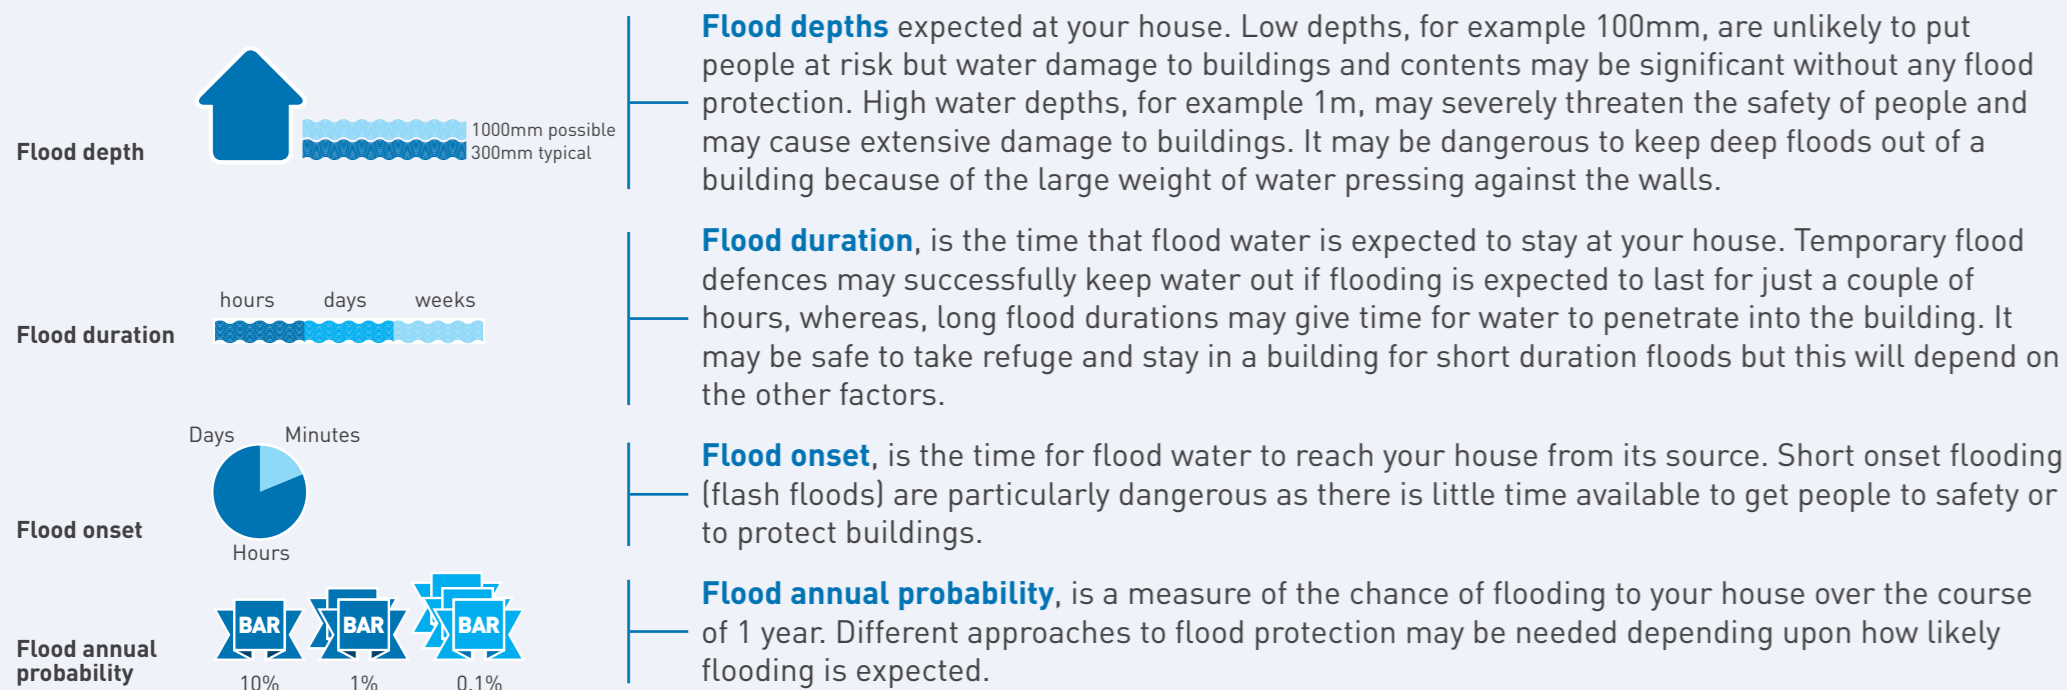 Flood depth
1000mm possible
300mm typical
Flood depths expected at your house. Low depths, for example 100mm, are unlikely to put
people at risk but water damage to buildings and contents may be significant without any flood
protection. High water depths, for example 1m, may severely threaten the safety of people and
may cause extensive damage to buildings. It may be dangerous to keep deep floods out of a
building because of the large weight of water pressing against the walls.
Flood duration
hours days weeks
Flood duration, is the time that flood water is expected to stay at your house. Temporary flood
defences may successfully keep water out if flooding is expected to last for just a couple of
hours, whereas, long flood durations may give time for water to penetrate into the building. It
may be safe to take refuge and stay in a building for short duration floods but this will depend on
the other factors.
Days Minutes
Flood onset
Hours
Flood onset, is the time for flood water to reach your house from its source. Short onset flooding
(flash floods) are particularly dangerous as there is little time available to get people to safety or
to protect buildings.
BAR BAR BAR
Flood annual
probability
10% 1% 0.1%
Flood annual probability, is a measure of the chance of flooding to your house over the course
of 1 year. Different approaches to flood protection may be needed depending upon how likely
flooding is expected.